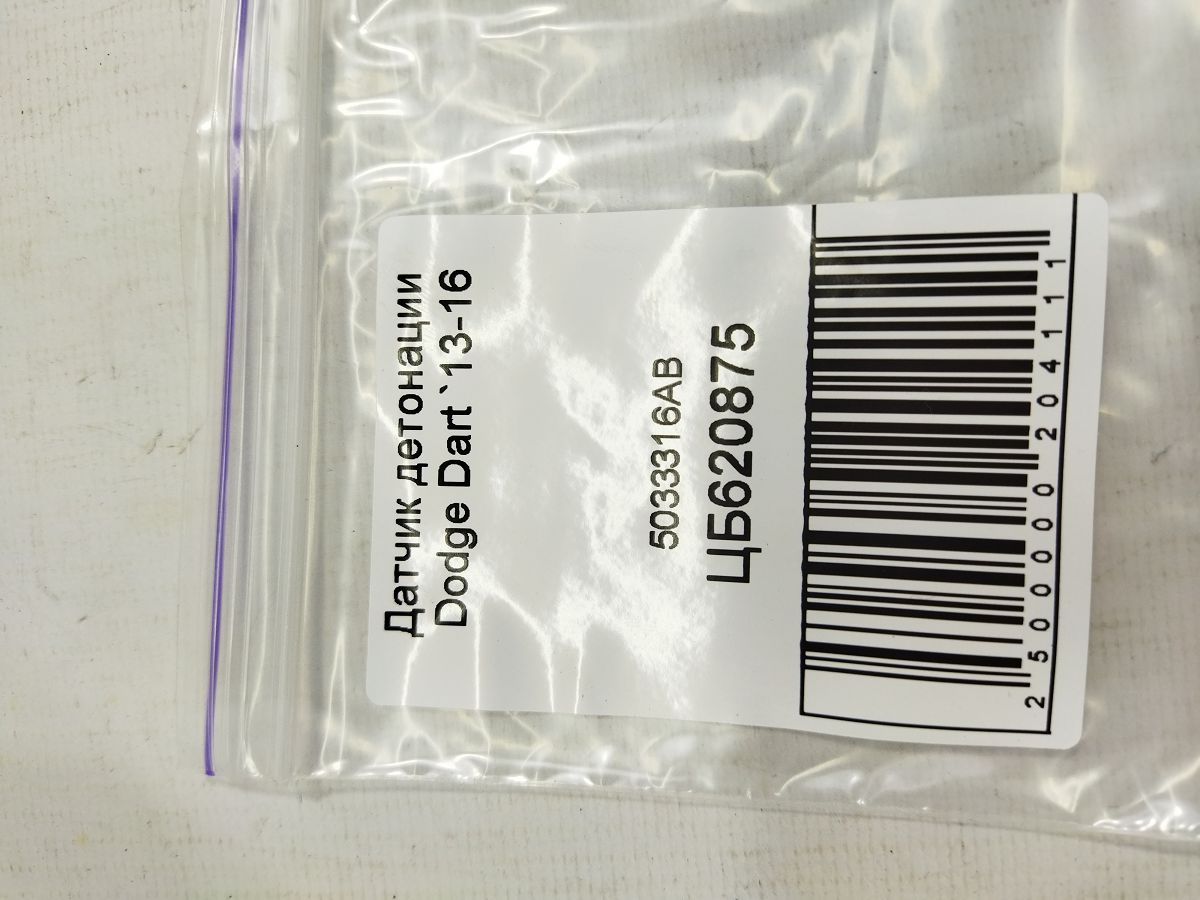 Датчик детонации
Dodge Dart `13-16
5033316AB
ЦБ620875
2500000204111